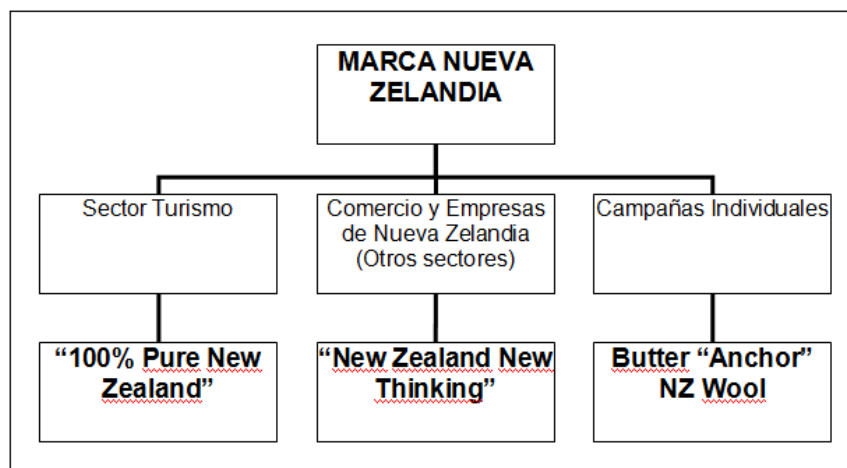 MARCA NUEVA
ZELANDIA
Sector Turismo
Comercio y Empresas
de Nueva Zelandia
(Otros sectores)
Campañas Individuales
“100% Pure New
Zealand”
“New Zealand New
Thinking”
Butter “Anchor”
NZ Wool